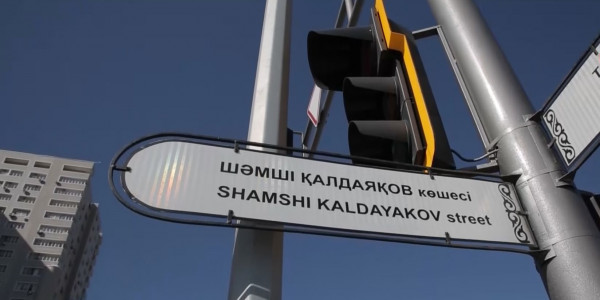 ШӘМШІ ҚАЛДАЯҚОВ көшесі
SHAMSHI KALDAYAKOV street